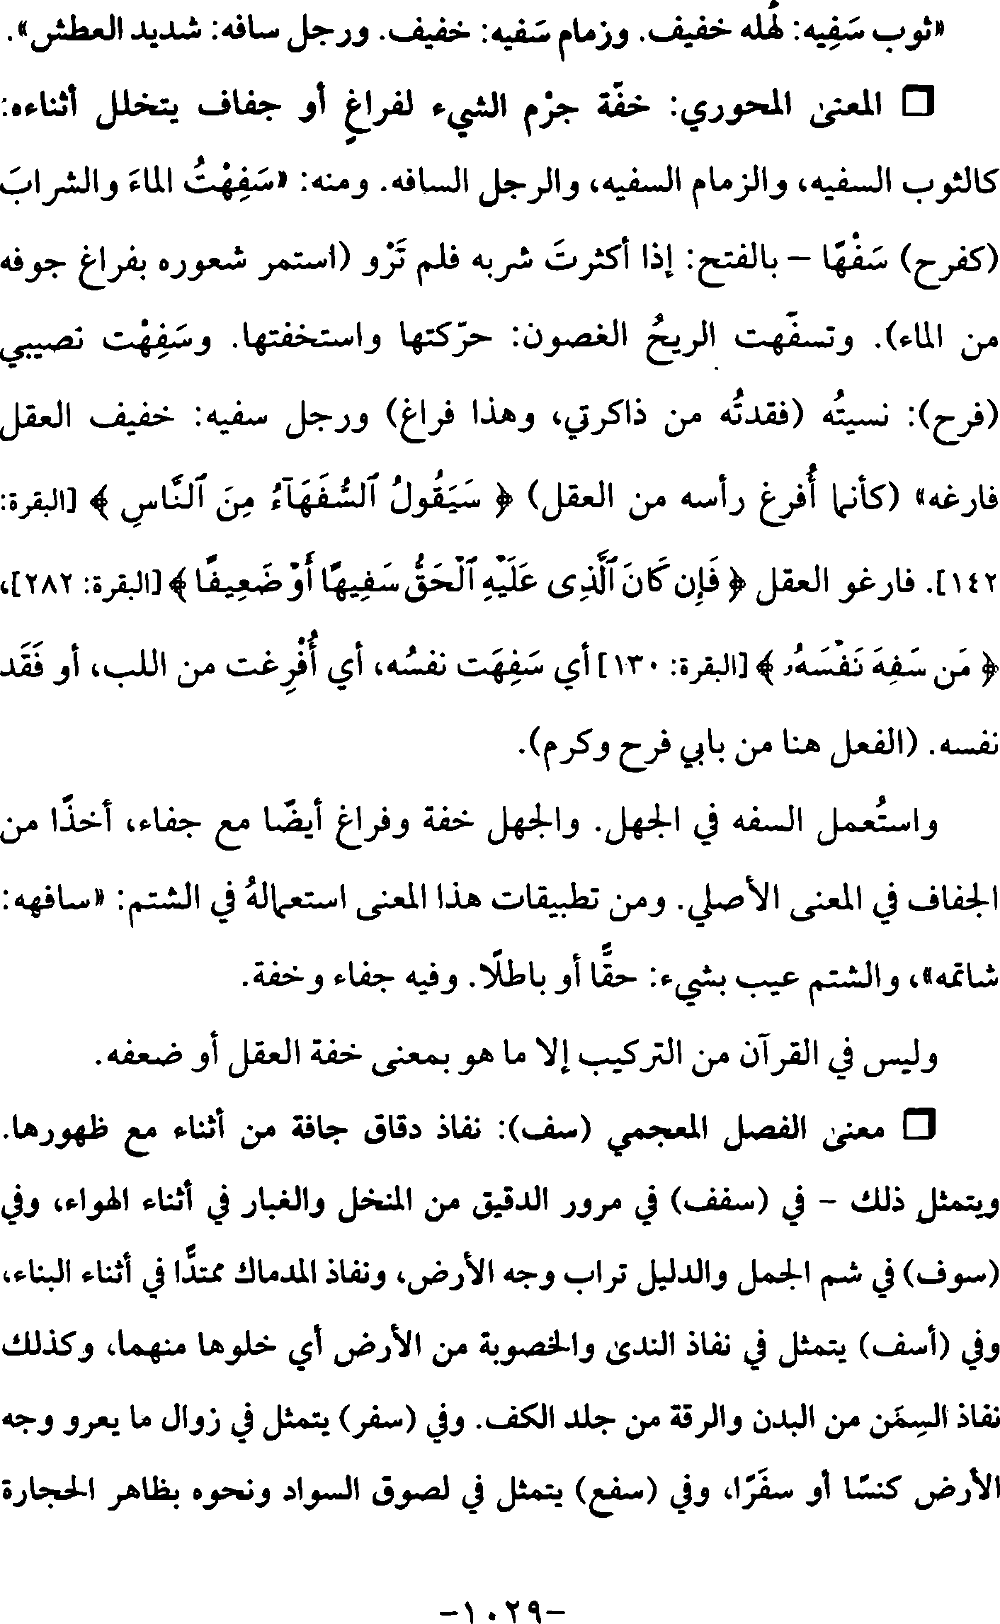 «ثوب سَفِيه: لُهله خفيف. وزمام سَفيه: خفيف. ورجل سافه: شديد العطش».
❒ المعنىٰ المحوري: خفّة جرْم الشيء لفراغٍ أو جفاف يتخلل أثناءه:
كالثوب السفيه، والزمام السفيه، والرجل السافه. ومنه: «سَفِهْتُ الماءَ والشرابَ
(كفرح) سَفْهًا – بالفتح: إذا أكثرتَ شربه فلم تَرْو (استمر شعوره بفراغ جوفه
من الماء). وتسفّهت الريحُ الغصون: حرّكتها واستخفتها. وسَفِهْت نصيبي
(فرح): نسيتُه (فقدتُه من ذاكرتي، وهذا فراغ) ورجل سفيه: خفيف العقل
فارغه» (كأنما أُفرغ رأسه من العقل) ﴿ سَيَقُولُ ٱلسُّفَهَآءُ مِنَ ٱلنَّاسِ ﴾ [البقرة:
١٤٢]. فارغو العقل ﴿ فَإِن كَانَ ٱلَّذِى عَلَيْهِ ٱلْحَقُّ سَفِيهًا أَوْ ضَعِيفًا ﴾ [البقرة: ٢٨٢]،
﴿ مَن سَفِهَ نَفْسَهُۥ ﴾ [البقرة: ١٣٠] أي سَفِهَت نفسُه، أي أُفْرِغت من اللب، أو فَقَد
نفسه. (الفعل هنا من بابي فرح وكرم).
واستُعمل السفه في الجهل. والجهل خفة وفراغ أيضًا مع جفاء، أخذًا من
الجفاف في المعنى الأصلي. ومن تطبيقات هذا المعنى استعمالهُ في الشتم: «سافهه:
شاتمه»، والشتم عيب بشيء: حقًّا أو باطلًا. وفيه جفاء وخفة.
وليس في القرآن من التركيب إلا ما هو بمعنى خفة العقل أو ضعفه.
❒ معنىٰ الفصل المعجمي (سف): نفاذ دقاق جافة من أثناء مع ظهورها.
ويتمثل ذلك – في (سفف) في مرور الدقيق من المنخل والغبار في أثناء الهواء، وفي
(سوف) في شم الجمل والدليل تراب وجه الأرض، ونفاذ المدماك ممتدًّا في أثناء البناء،
وفي (أسف) يتمثل في نفاذ الندىٰ والخصوبة من الأرض أي خلوها منهما، وكذلك
نفاذ السِمَن من البدن والرقة من جلد الكف. وفي (سفر) يتمثل في زوال ما يعرو وجه
الأرض كنسًا أو سفَرًا، وفي (سفع) يتمثل في لصوق السواد ونحوه بظاهر الحجارة
-١٠٢٩-